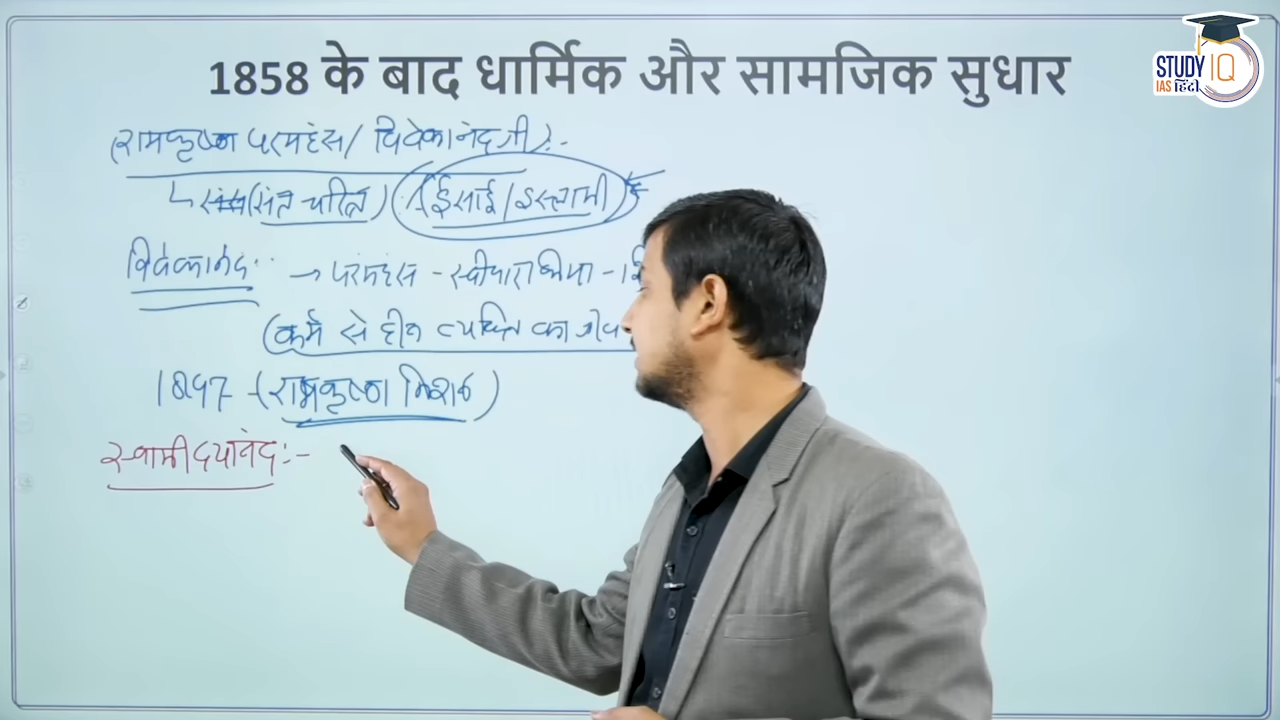 1858 के बाद धार्मिक और सामजिक सुधार
STUDY IQ
IAS हिंदी
(रामकृष्ण परमहंस / विवेकानंद जी):-
(संत चरित्र) (ईसाई / इस्लामी)
विवेकानंद.. → परमहंस - स्वीकार किया -
(कर्म से हीन व्यक्ति का
1897 - (रामकृष्ण मिशन)
स्वामी दयानंद:-